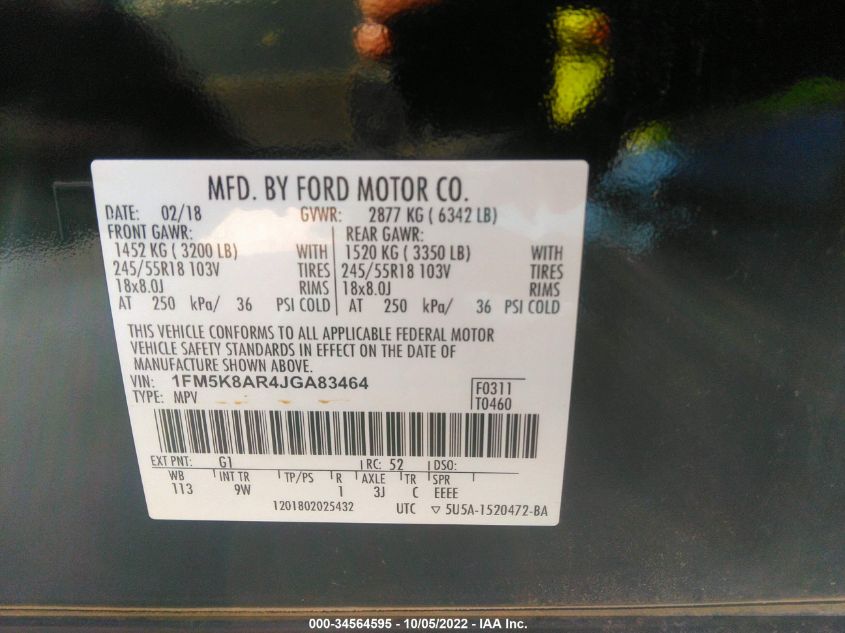 MFD. BY FORD MOTOR CO.
DATE: 02/18 GVWR: 2877 KG ( 6342 LB)
FRONT GAWR: REAR GAWR:
1452 KG ( 3200 LB) WITH 1520 KG ( 3350 LB) WITH
245/55R18 103V TIRES 245/55R18 103V TIRES
18x8.0J RIMS 18x8.0J RIMS
AT 250 kPa/ 36 PSI COLD AT 250 kPa/ 36 PSI COLD
THIS VEHICLE CONFORMS TO ALL APPLICABLE FEDERAL MOTOR
VEHICLE SAFETY STANDARDS IN EFFECT ON THE DATE OF
MANUFACTURE SHOWN ABOVE.
VIN: 1FM5K8AR4JGA83464 F0311
TYPE: MPV T0460
EXT PNT: G1 RC: 52 DSO:
WB INT TR TP/PS R AXLE TR SPR
113 9W 1 3J C EEEE
1201802025432 UTC ▽ 5U5A-1520472-BA
000-34564595 - 10/05/2022 - IAA Inc.